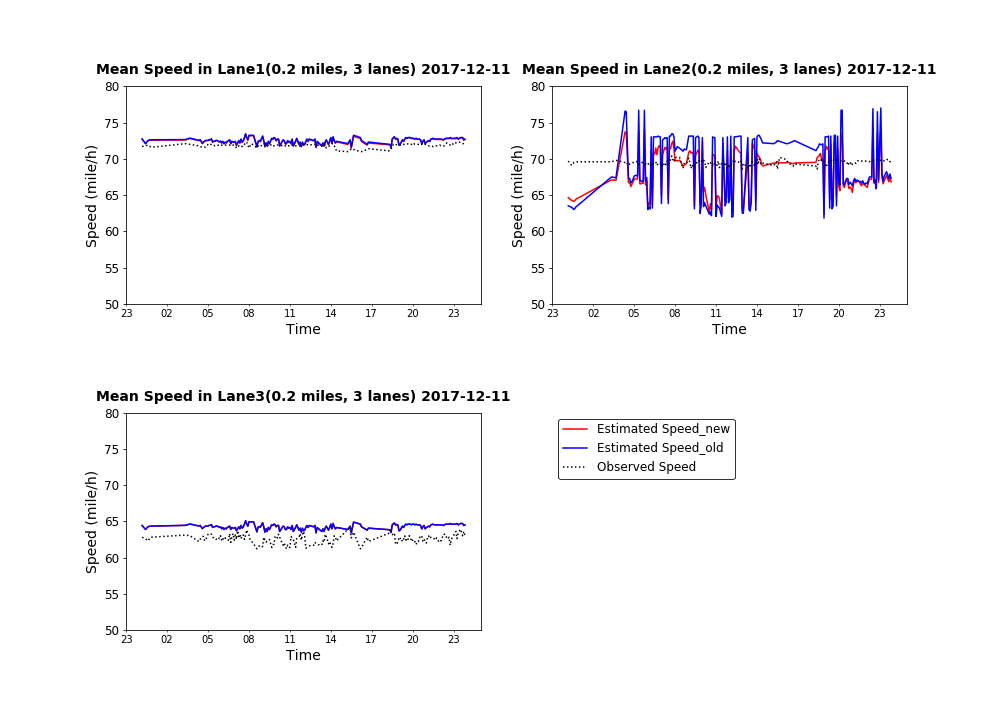 Mean Speed in Lane1(0.2 miles, 3 lanes) 2017-12-11
80
75
70
65
60
55
50
Speed (mile/h)
23 02 05 08 11 14 17 20 23
Time
Mean Speed in Lane2(0.2 miles, 3 lanes) 2017-12-11
80
75
70
65
60
55
50
Speed (mile/h)
23 02 05 08 11 14 17 20 23
Time
Mean Speed in Lane3(0.2 miles, 3 lanes) 2017-12-11
80
75
70
65
60
55
50
Speed (mile/h)
23 02 05 08 11 14 17 20 23
Time
Estimated Speed_new
Estimated Speed_old
Observed Speed